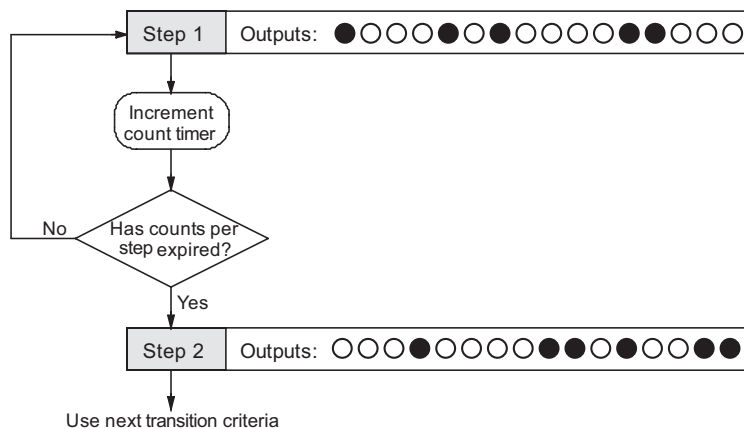 Step 1 Outputs:
Increment
count timer
No
Has counts per
step expired?
Yes
Step 2 Outputs:
Use next transition criteria